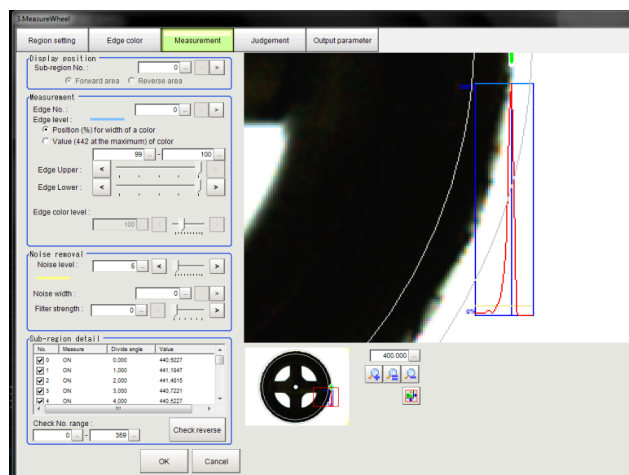 3.MeasureWheel
Region setting Edge color Measurement Judgement Output parameter
Display position
Sub-region No. : 0 ... < >
Forward area Reverse area
Measurement
Edge No. : 0 ... < >
Edge level :
Position (%) for width of a color
Value (442 at the maximum) of color
99 ... - 100 ...
Edge Upper : < >
Edge Lower : < >
Edge color level :
100 ... < >
Noise removal
Noise level : 5 ... < >
Noise width : 0 ... < >
Filter strength : 0 ... < >
Sub-region detail
No. Measure Divide angle Value
0 ON 0,000 440,9227
1 ON 1,000 441,1847
2 ON 2,000 441,4815
3 ON 3,000 440,7221
4 ON 4,000 440,5227
Check No. range :
0 ... - 359 ...
Check reverse
OK Cancel
0%
400.000 ...